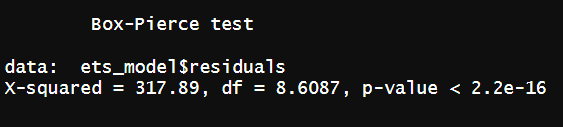 Box-Pierce test
data:  ets_model$residuals
X-squared = 317.89, df = 8.6087, p-value < 2.2e-16